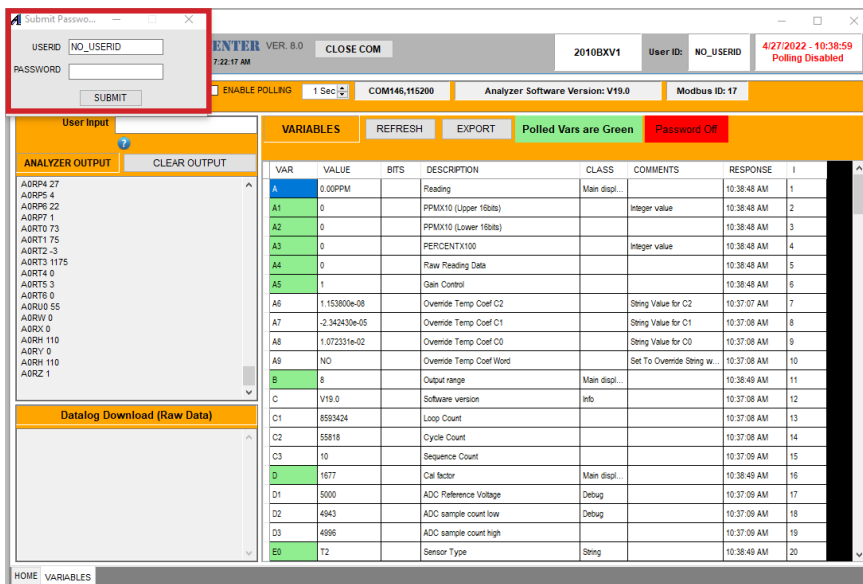 Submit Passwo...
USERID NO_USERID
PASSWORD
SUBMIT
ENTER VER. 8.0 CLOSE COM
7:22:17 AM
2010BXV1 User ID: NO_USERID
4/27/2022 - 10:38:59
Polling Disabled
ENABLE POLLING 1 Sec COM146,115200 Analyzer Software Version: V19.0 Modbus ID: 17
User Input
?
ANALYZER OUTPUT CLEAR OUTPUT
A0RP4 27
A0RP5 4
A0RP6 22
A0RP7 1
A0RT0 73
A0RT1 75
A0RT2 -3
A0RT3 1175
A0RT4 0
A0RT5 3
A0RT6 0
A0RU0 55
A0RW 0
A0RX 0
A0RH 110
A0RY 0
A0RH 110
A0RZ 1
Datalog Download (Raw Data)
VARIABLES REFRESH EXPORT Polled Vars are Green Password Off
VAR VALUE BITS DESCRIPTION CLASS COMMENTS RESPONSE I
A 0.00PPM Reading Main displ... 10:38:48 AM 1
A1 0 PPMX10 (Upper 16bits) Integer value 10:38:48 AM 2
A2 0 PPMX10 (Lower 16bits) 10:38:48 AM 3
A3 0 PERCENTX100 Integer value 10:38:48 AM 4
A4 0 Raw Reading Data 10:38:48 AM 5
A5 1 Gain Control 10:38:48 AM 6
A6 1.153800e-08 Override Temp Coef C2 String Value for C2 10:37:07 AM 7
A7 -2.342430e-05 Override Temp Coef C1 String Value for C1 10:37:08 AM 8
A8 1.072331e-02 Override Temp Coef C0 String Value for C0 10:37:08 AM 9
A9 NO Override Temp Coef Word Set To Override String w... 10:37:08 AM 10
B 8 Output range Main displ... 10:38:49 AM 11
C V19.0 Software version Info 10:37:08 AM 12
C1 8593424 Loop Count 10:37:08 AM 13
C2 55818 Cycle Count 10:37:08 AM 14
C3 10 Sequence Count 10:37:09 AM 15
D 1677 Cal factor Main displ... 10:38:49 AM 16
D1 5000 ADC Reference Voltage Debug 10:37:09 AM 17
D2 4943 ADC sample count low Debug 10:37:09 AM 18
D3 4996 ADC sample count high 10:37:09 AM 19
E0 T2 Sensor Type String 10:38:49 AM 20
HOME VARIABLES